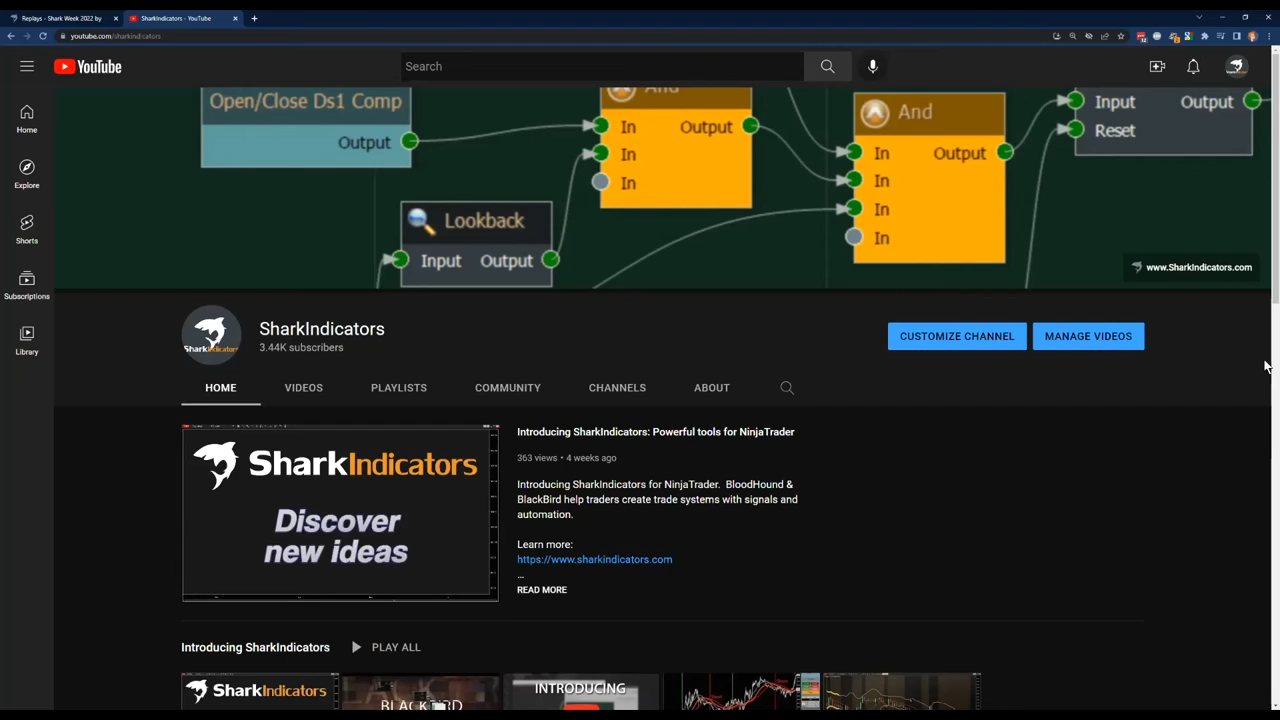 Replays - Shark Week 2022 by
SharkIndicators - YouTube
youtube.com/sharkindicators
12
YouTube
Search
Home
Explore
Shorts
Subscriptions
Library
Open/Close Ds1 Comp
Output
Lookback
Input Output
And
In Output
In
In
And
In Output
In
In
In
Input Output
Reset
www.SharkIndicators.com
SharkIndicators
3.44K subscribers
CUSTOMIZE CHANNEL
MANAGE VIDEOS
HOME VIDEOS PLAYLISTS COMMUNITY CHANNELS ABOUT
SharkIndicators
Discover
new ideas
Introducing SharkIndicators: Powerful tools for NinjaTrader
363 views • 4 weeks ago
Introducing SharkIndicators for NinjaTrader. BloodHound &
BlackBird help traders create trade systems with signals and
automation.
Learn more:
https://www.sharkindicators.com
...
READ MORE
Introducing SharkIndicators PLAY ALL
SharkIndicators
BLACKBIRD
INTRODUCING